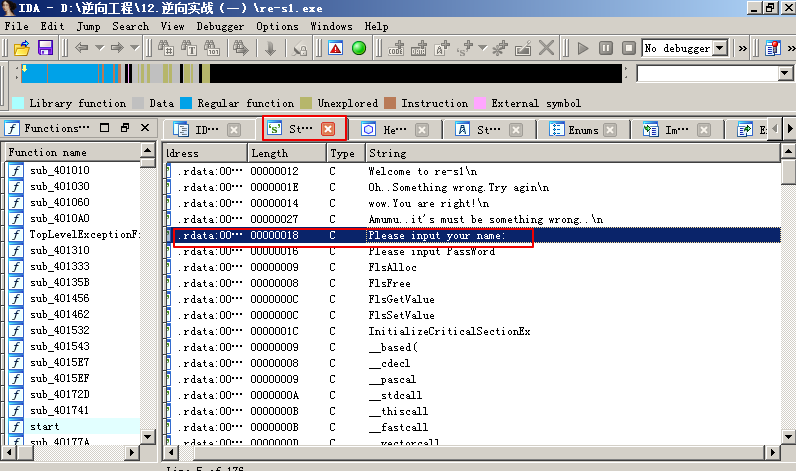 IDA - D:\逆向工程\12.逆向实战（一）\re-s1.exe
File Edit Jump Search View Debugger Options Windows Help
No debugger
Library function Data Regular function Unexplored Instruction External symbol
Functions… ID… St… He… St… Enums Im… E
Function name
ddress Length Type String
sub_401010
sub_401030
sub_401060
sub_4010A0
TopLevelExceptionF
sub_401310
sub_401333
sub_40135B
sub_401456
sub_401462
sub_401532
sub_401543
sub_4015E7
sub_4015EF
sub_40172D
sub_401741
start
sub_40177A
.rdata:00… 00000012 C Welcome to re-s1\n
.rdata:00… 0000001E C Oh..Something wrong.Try agin\n
.rdata:00… 00000014 C wow.You are right!\n
.rdata:00… 00000027 C Amumu..it's must be something wrong..\n
.rdata:00… 00000018 C Please input your name:
.rdata:00… 00000016 C Please input PassWord
.rdata:00… 00000009 C FlsAlloc
.rdata:00… 00000008 C FlsFree
.rdata:00… 0000000C C FlsGetValue
.rdata:00… 0000000C C FlsSetValue
.rdata:00… 0000001C C InitializeCriticalSectionEx
.rdata:00… 00000009 C __based(
.rdata:00… 00000008 C __cdecl
.rdata:00… 00000009 C __pascal
.rdata:00… 0000000A C __stdcall
.rdata:00… 0000000B C __thiscall
.rdata:00… 0000000B C __fastcall
.rdata:00… 0000000D C __vectorcall
Line 5 of 176